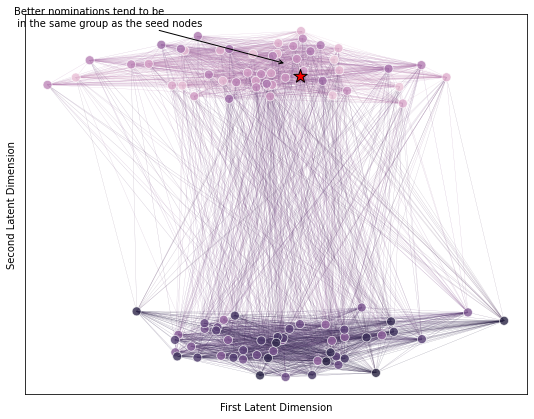 Better nominations tend to be
in the same group as the seed nodes
Second Latent Dimension
First Latent Dimension